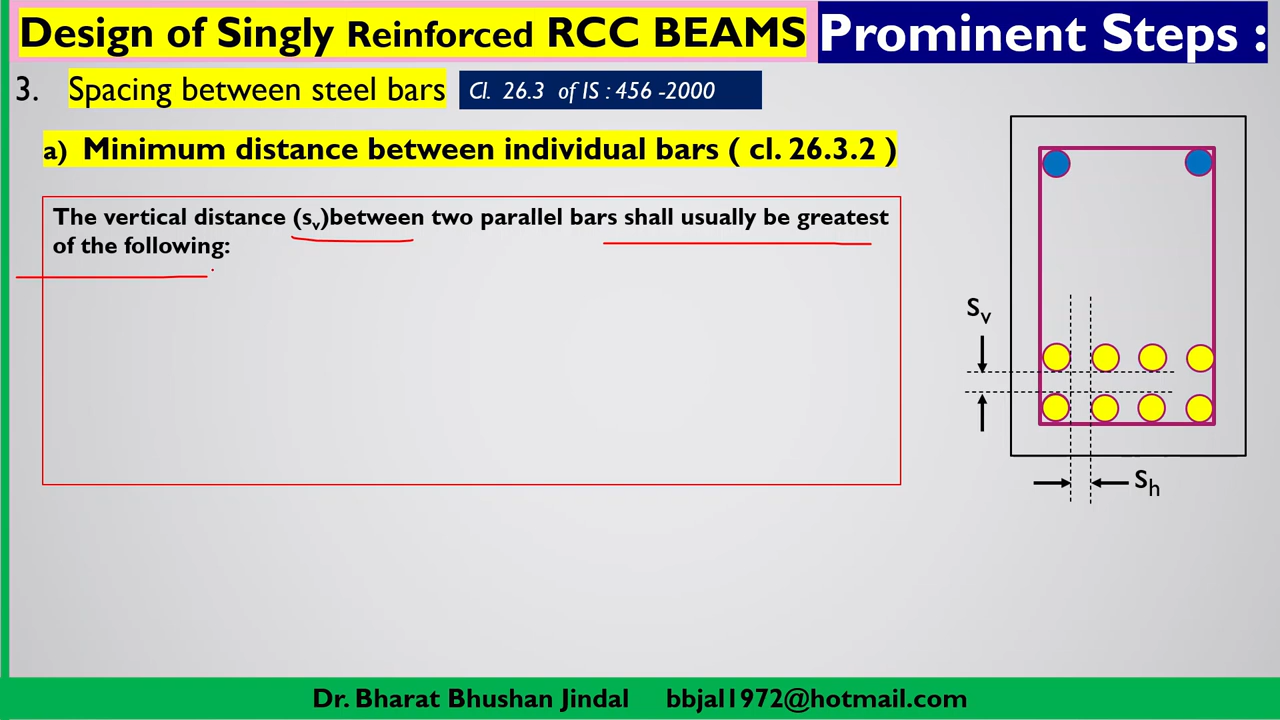 Design of Singly Reinforced RCC BEAMS Prominent Steps :
3. Spacing between steel bars Cl. 26.3 of IS : 456 -2000
a) Minimum distance between individual bars ( cl. 26.3.2 )
The vertical distance (sv)between two parallel bars shall usually be greatest
of the following:
sv
sh
Dr. Bharat Bhushan Jindal bbjal1972@hotmail.com